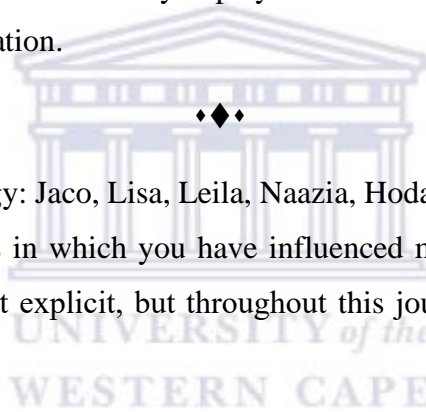 ation.
gy: Jaco, Lisa, Leila, Naazia, Hoda
in which you have influenced
t explicit, but throughout this jou
UNIVERSITY of the
WESTERN CAPE